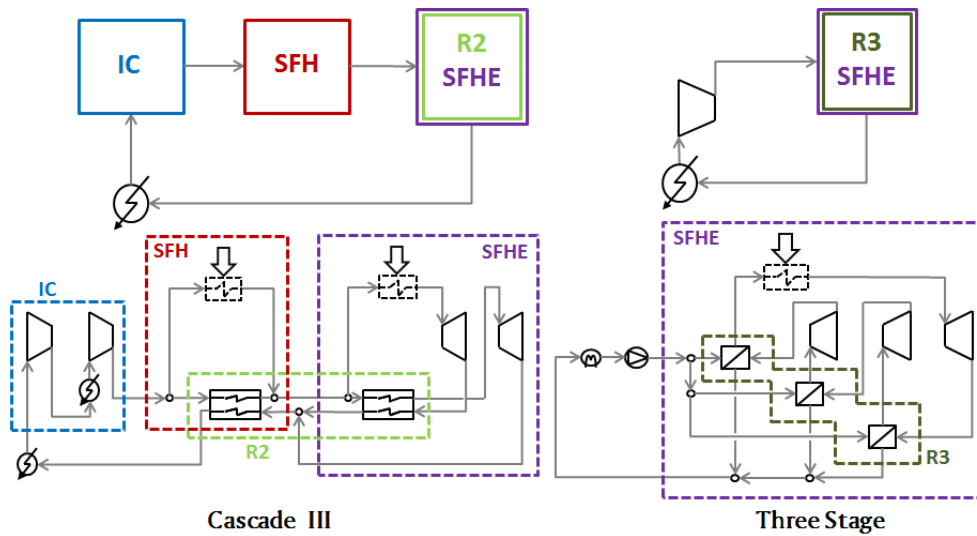 IC
SFH
R2
SFHE
R3
SFHE
SFH
SFHE
IC
R2
SFHE
R3
Cascade III
Three Stage